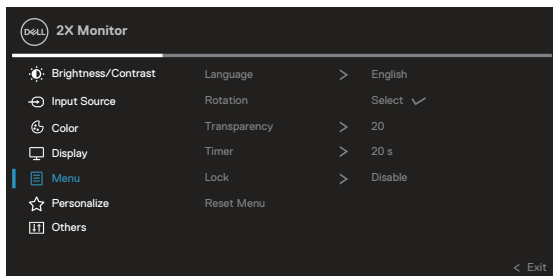 DELL 2X Monitor
Brightness/Contrast Language > English
Input Source Rotation Select
Color Transparency > 20
Display Timer > 20 s
Menu Lock > Disable
Personalize Reset Menu
Others
< Exit